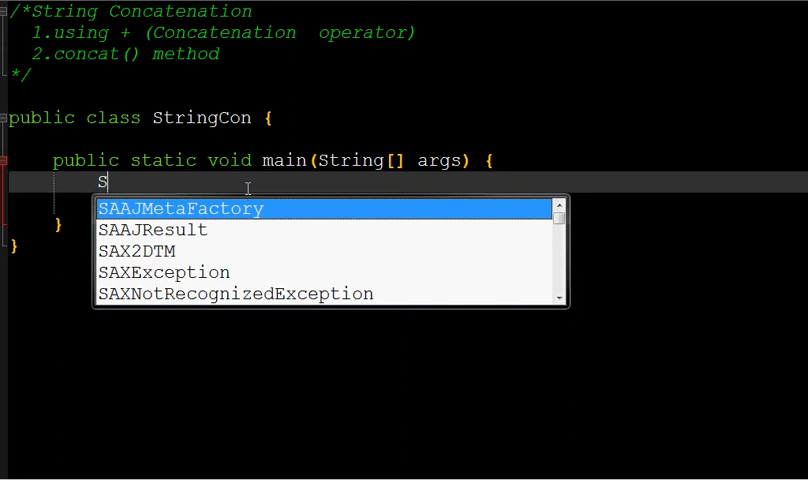 /*String Concatenation
1.using + (Concatenation operator)
2.concat() method
*/
public class StringCon {
public static void main(String[] args) {
S
SAAJMetaFactory
SAAJResult
SAX2DTM
SAXException
SAXNotRecognizedException
}
}